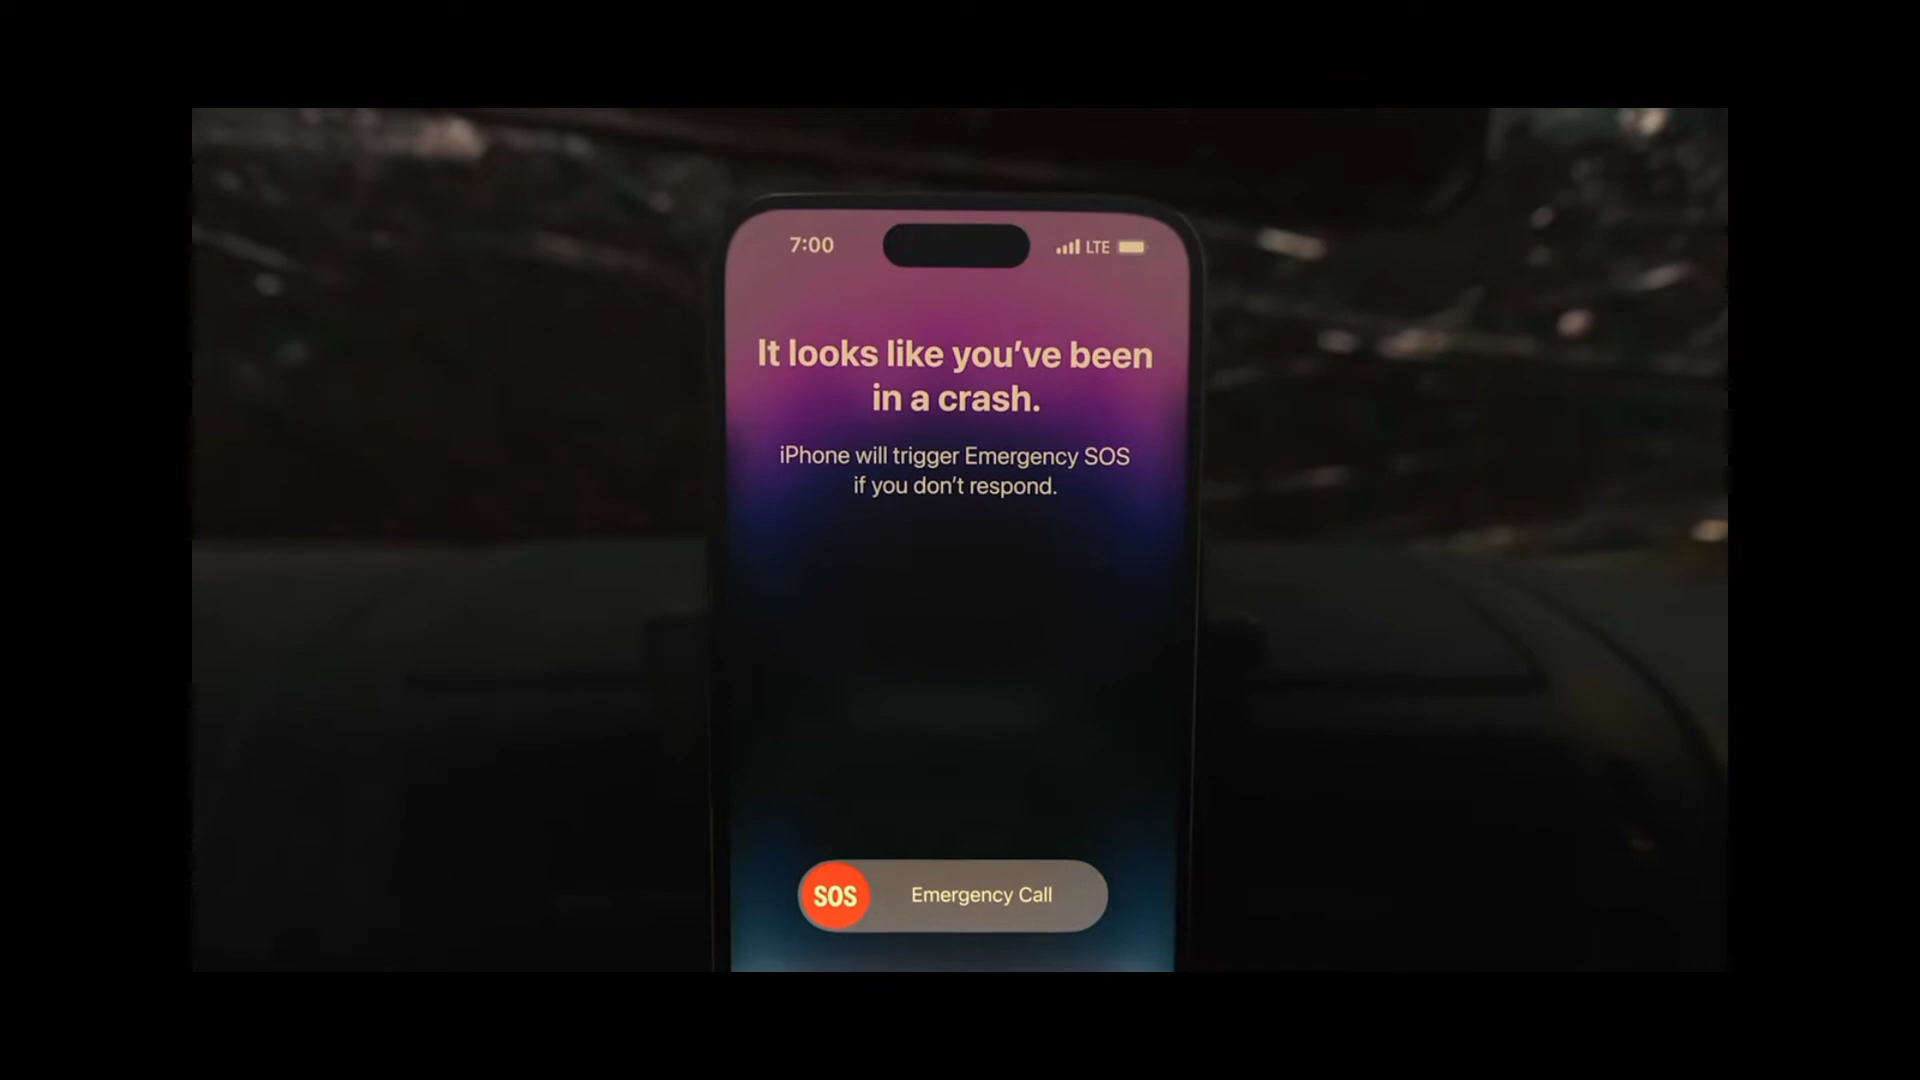 7:00
LTE
It looks like you've been
in a crash.
iPhone will trigger Emergency SOS
if you don't respond.
SOS
Emergency Call